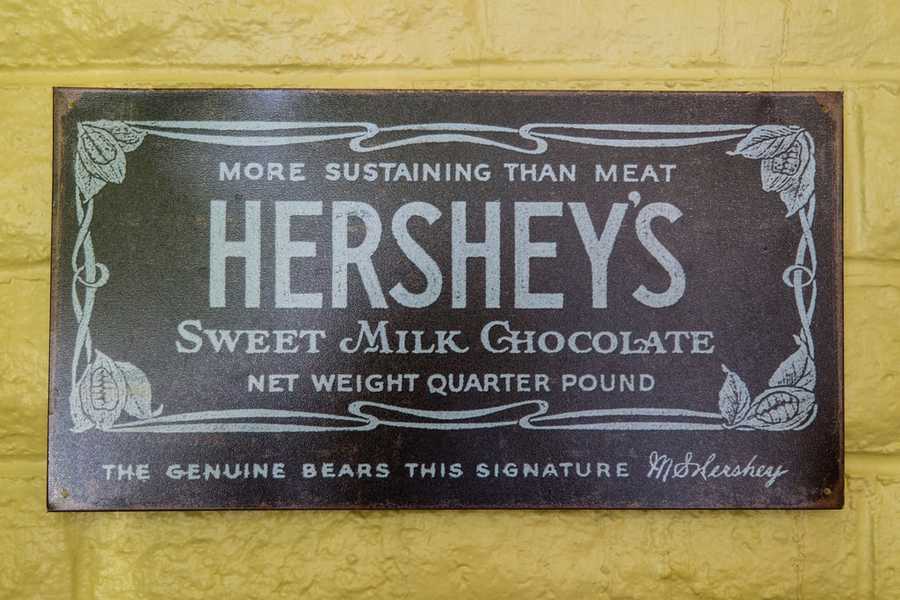 MORE SUSTAINING THAN MEAT
HERSHEY'S
SWEET MILK CHOCOLATE
NET WEIGHT QUARTER POUND
THE GENUINE BEARS THIS SIGNATURE M S Hershey